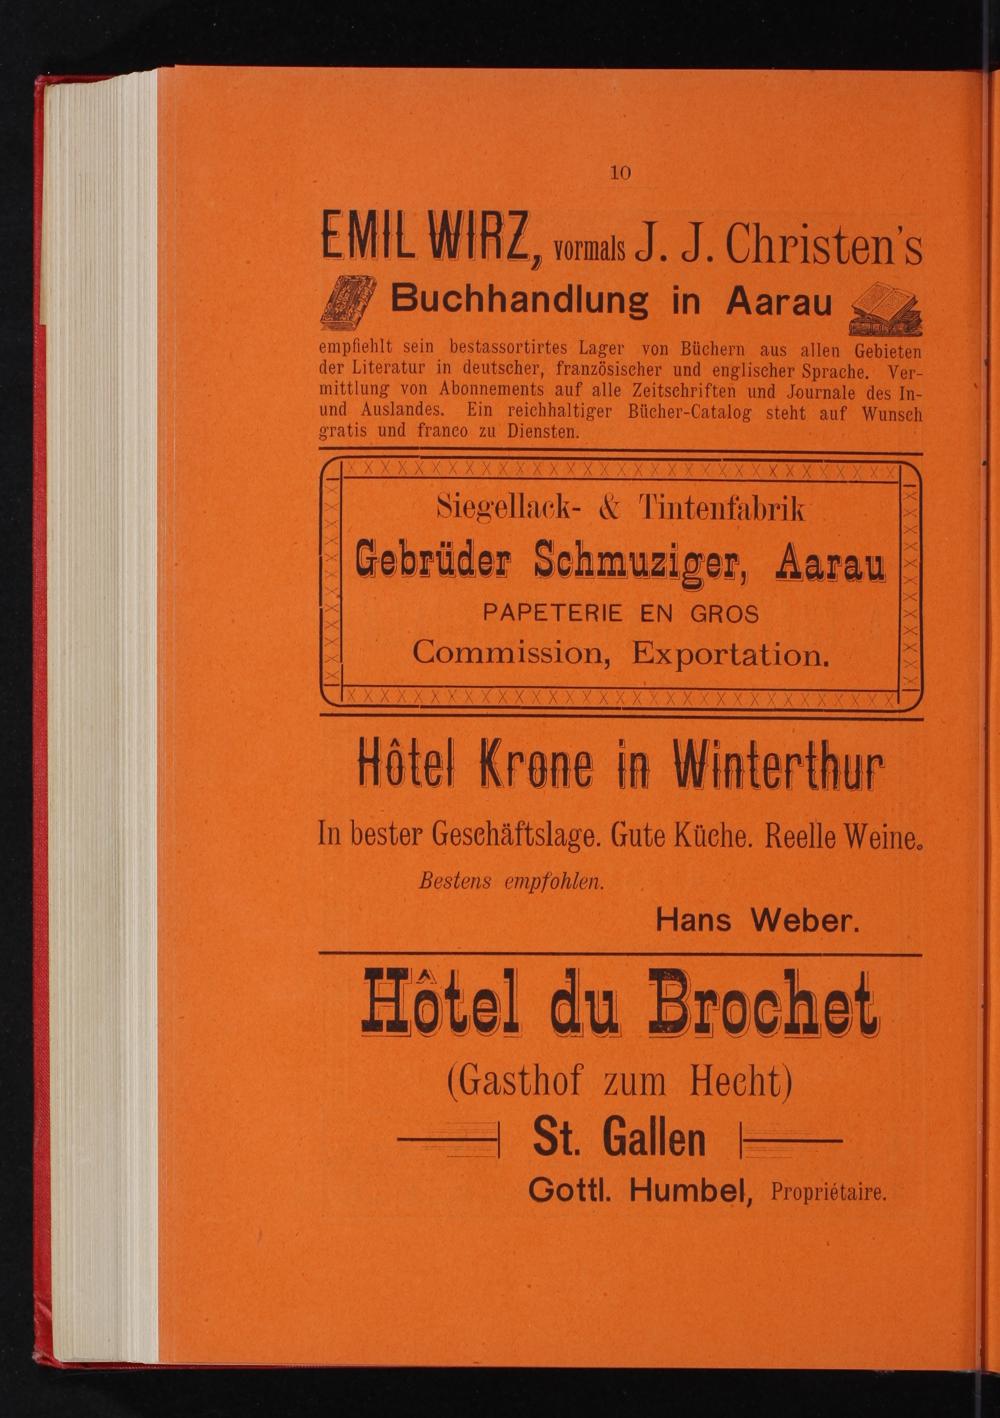 10
EMIL WIRZ, vormals J. J. Christen's
Buchhandlung in Aarau
empfiehlt sein bestassortirtes Lager von Büchern aus allen Gebieten
der Literatur in deutscher, französischer und englischer Sprache. Ver-
mittlung von Abonnements auf alle Zeitschriften und Journale des In-
und Auslandes. Ein reichhaltiger Bücher-Catalog steht auf Wunsch
gratis und franco zu Diensten.
Siegellack- & Tintenfabrik
Gebrüder Schmuziger, Aarau
PAPETERIE EN GROS
Commission, Exportation.
Hôtel Krone in Winterthur
In bester Geschäftslage. Gute Küche. Reelle Weine.
Bestens empfohlen.
Hans Weber.
Hôtel du Brochet
(Gasthof zum Hecht)
St. Gallen
Gottl. Humbel, Propriétaire.